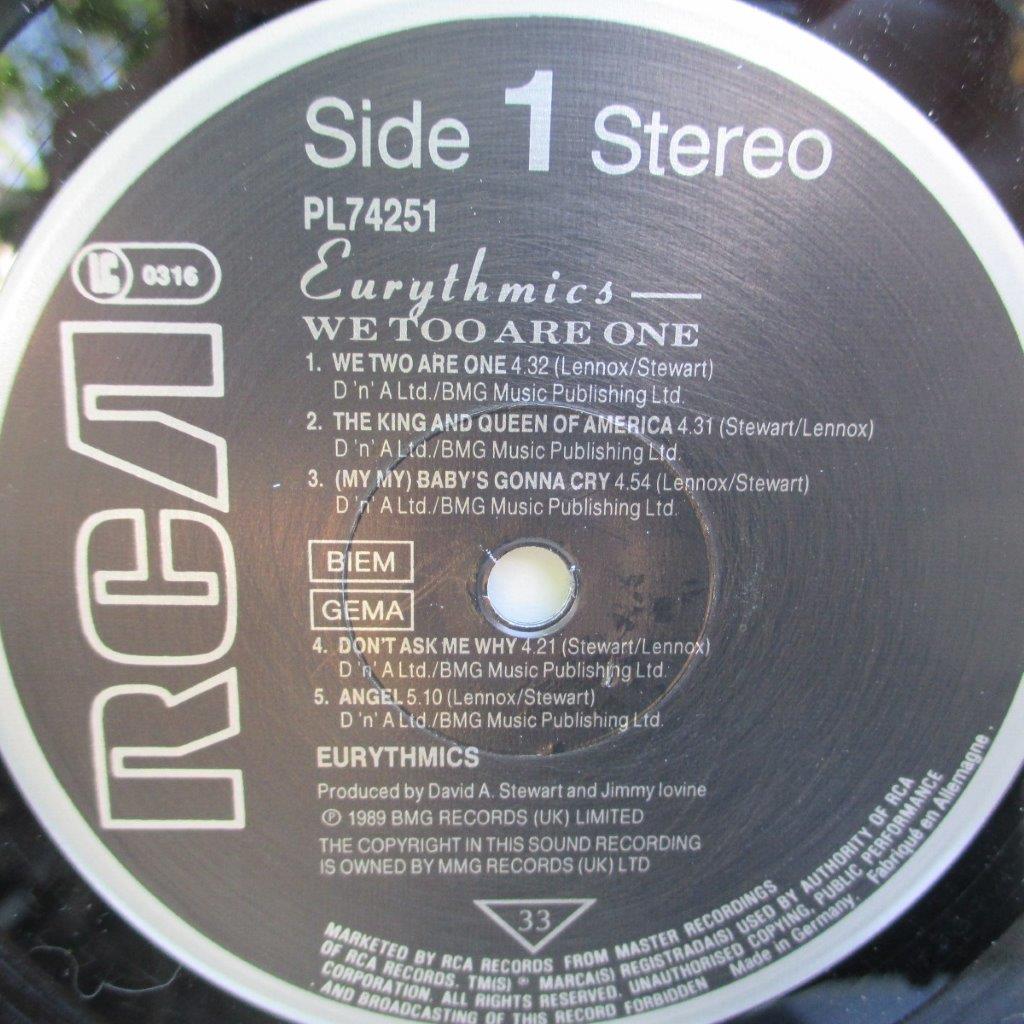 Side 1 Stereo
PL74251
LC 0316
Eurythmics —
WE TOO ARE ONE
1. WE TWO ARE ONE 4.32 (Lennox/Stewart)
D 'n' A Ltd./BMG Music Publishing Ltd.
2. THE KING AND QUEEN OF AMERICA 4.31 (Stewart/Lennox)
D 'n' A Ltd./BMG Music Publishing Ltd.
3. (MY MY) BABY'S GONNA CRY 4.54 (Lennox/Stewart)
D 'n' A Ltd./BMG Music Publishing Ltd.
BIEM
GEMA
4. DON'T ASK ME WHY 4.21 (Stewart/Lennox)
D 'n' A Ltd./BMG Music Publishing Ltd.
5. ANGEL 5.10 (Lennox/Stewart)
D 'n' A Ltd./BMG Music Publishing Ltd.
EURYTHMICS
Produced by David A. Stewart and Jimmy Iovine
℗ 1989 BMG RECORDS (UK) LIMITED
THE COPYRIGHT IN THIS SOUND RECORDING
IS OWNED BY MMG RECORDS (UK) LTD
33
RCA
MARKETED BY RCA RECORDS FROM MASTER RECORDINGS
OF RCA RECORDS. TM(S) ® MARCA(S) REGISTRADA(S) USED BY AUTHORITY OF RCA
CORPORATION. ALL RIGHTS RESERVED. UNAUTHORISED COPYING, PUBLIC PERFORMANCE
AND BROADCASTING OF THIS RECORD FORBIDDEN
Made in Germany. Fabriqué en Allemagne